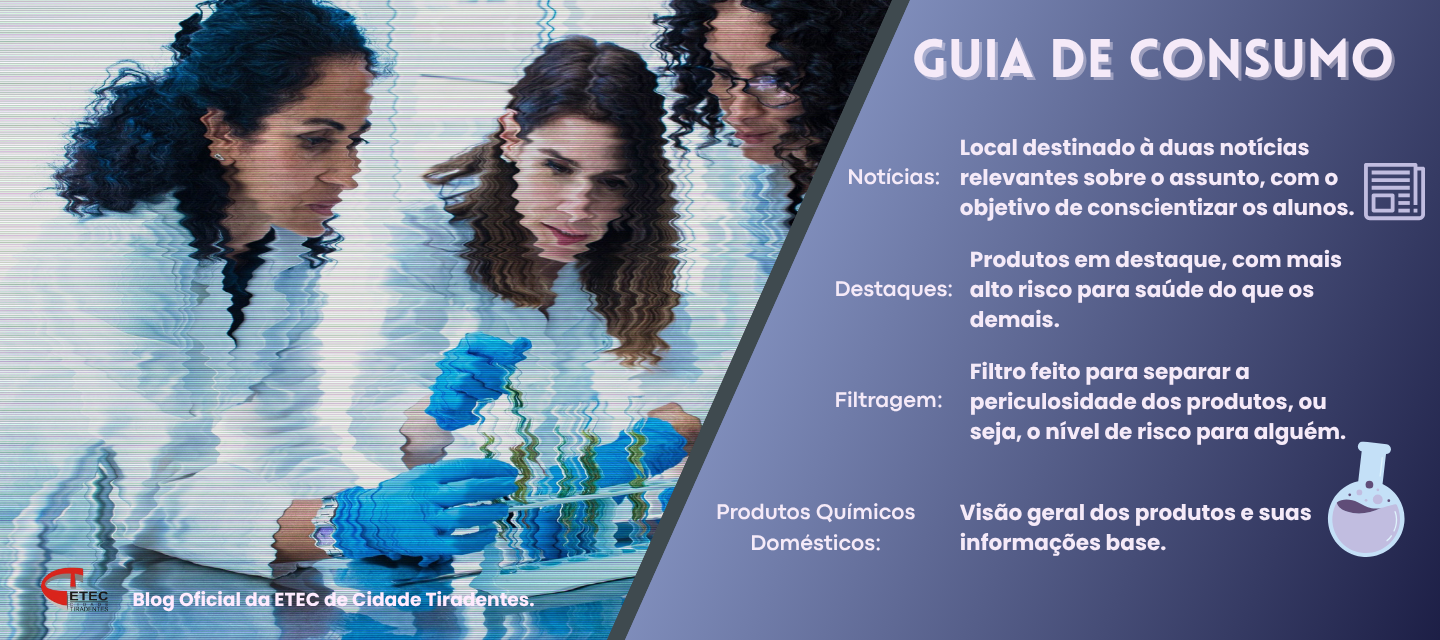 GUIA DE CONSUMO
Notícias:
Local destinado à duas notícias
relevantes sobre o assunto, com o
objetivo de conscientizar os alunos.
Destaques:
Produtos em destaque, com mais
alto risco para saúde do que os
demais.
Filtragem:
Filtro feito para separar a
periculosidade dos produtos, ou
seja, o nível de risco para alguém.
Produtos Químicos
Domésticos:
Visão geral dos produtos e suas
informações base.
ETEC
CIDADE
TIRADENTES
Blog Oficial da ETEC de Cidade Tiradentes.